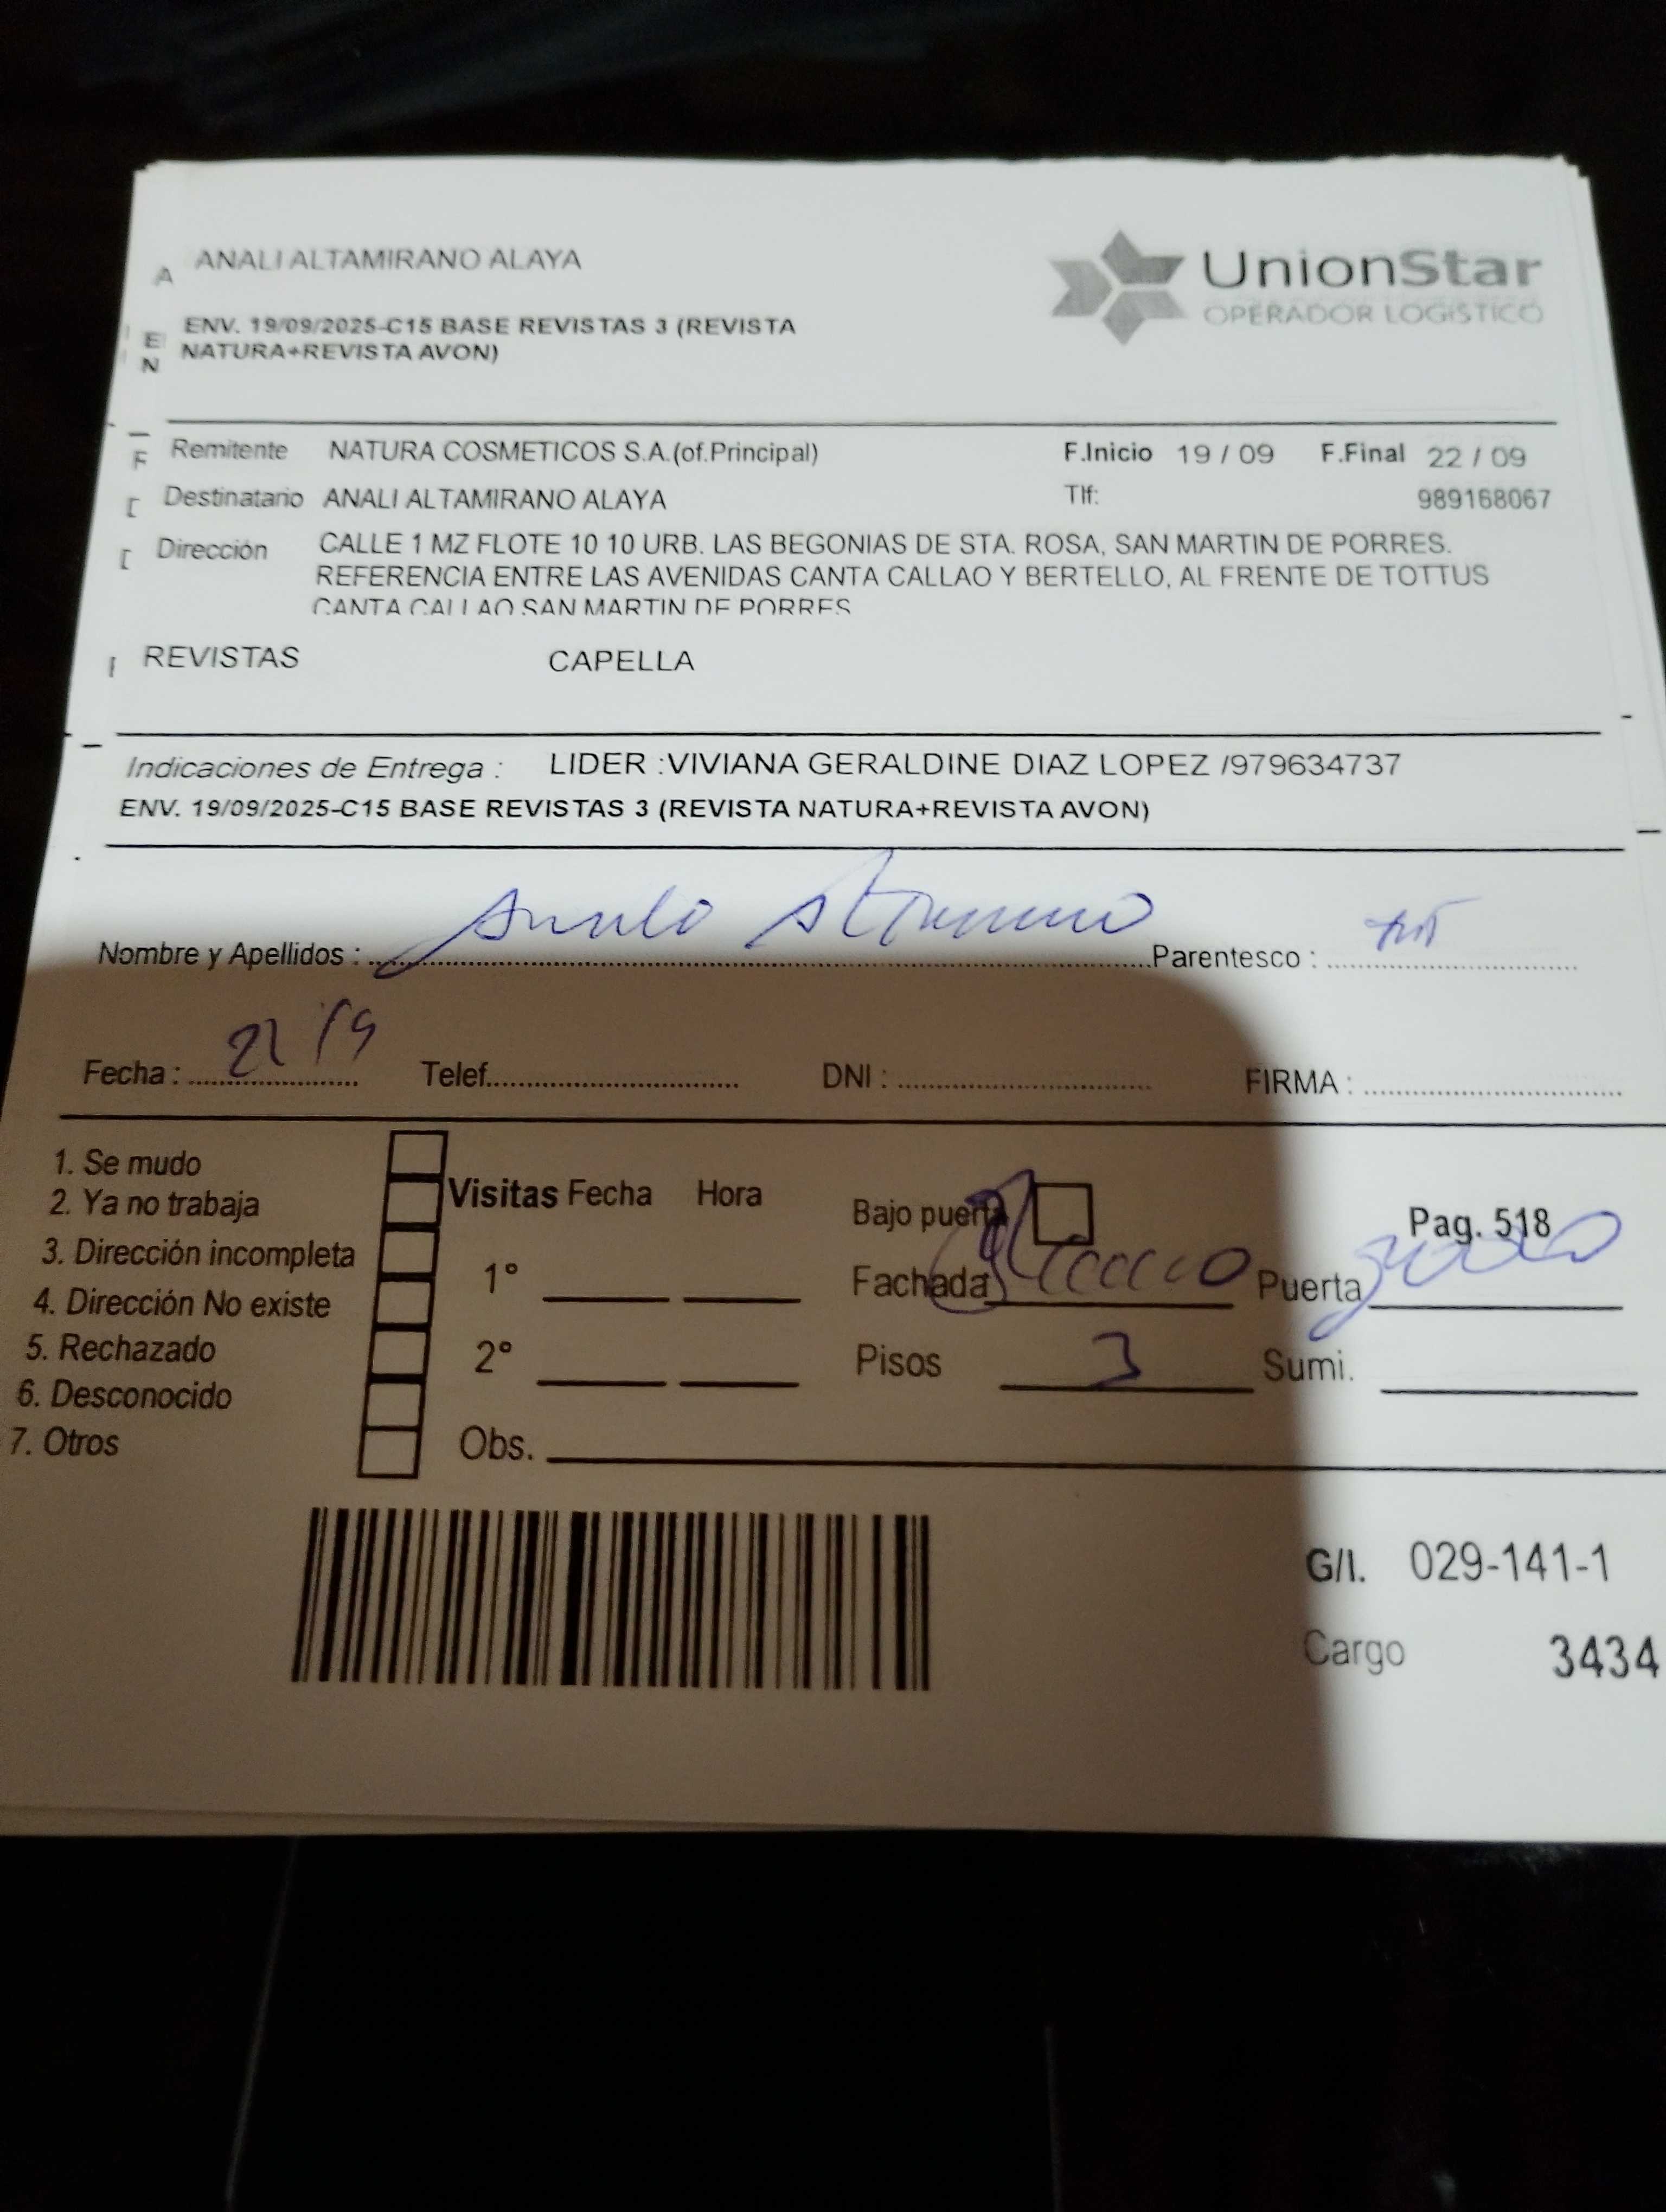 ANALI ALTAMIRANO ALAYA
UnionStar
OPERADOR LOGÍSTICO
A
ENV. 19/09/2025-C15 BASE REVISTAS 3 (REVISTA
NATURA+REVISTA AVON)
E
N
F
Remitente NATURA COSMETICOS S.A.(of.Principal) F.Inicio 19 / 09 F.Final 22 / 09
Destinatario ANALI ALTAMIRANO ALAYA Tlf: 989168067
Dirección CALLE 1 MZ FLOTE 10 10 URB. LAS BEGONIAS DE STA. ROSA, SAN MARTIN DE PORRES.
REFERENCIA ENTRE LAS AVENIDAS CANTA CALLAO Y BERTELLO, AL FRENTE DE TOTTUS
CANTA CALLAO SAN MARTIN DE PORRES
REVISTAS CAPELLA
Indicaciones de Entrega : LIDER :VIVIANA GERALDINE DIAZ LOPEZ /979634737
ENV. 19/09/2025-C15 BASE REVISTAS 3 (REVISTA NATURA+REVISTA AVON)
Nombre y Apellidos : Parentesco :
Fecha : Telef. DNI : FIRMA :
1. Se mudo
2. Ya no trabaja
3. Dirección incompleta
4. Dirección No existe
5. Rechazado
6. Desconocido
7. Otros
Visitas Fecha Hora
1°
2°
Obs.
Bajo puerta Pag. 518
Fachada Puerta
Pisos 3 Sumi.
G/I. 029-141-1
Cargo 3434